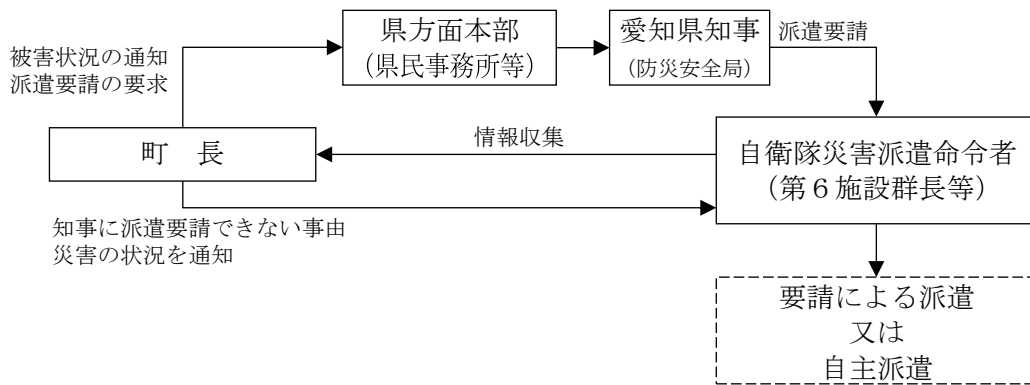 被害状況の通知
派遣要請の要求
県方面本部
（県民事務所等）
愛知県知事
（防災安全局）
派遣要請
町　長
情報収集
自衛隊災害派遣命令者
（第６施設群長等）
知事に派遣要請できない事由
災害の状況を通知
要請による派遣
又は
自主派遣